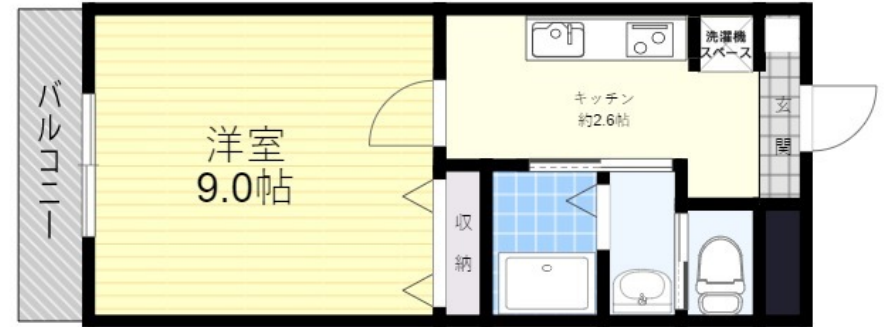 バルコニー
洋室
9.0帖
収納
キッチン
約2.6帖
洗濯機
スペース
玄関